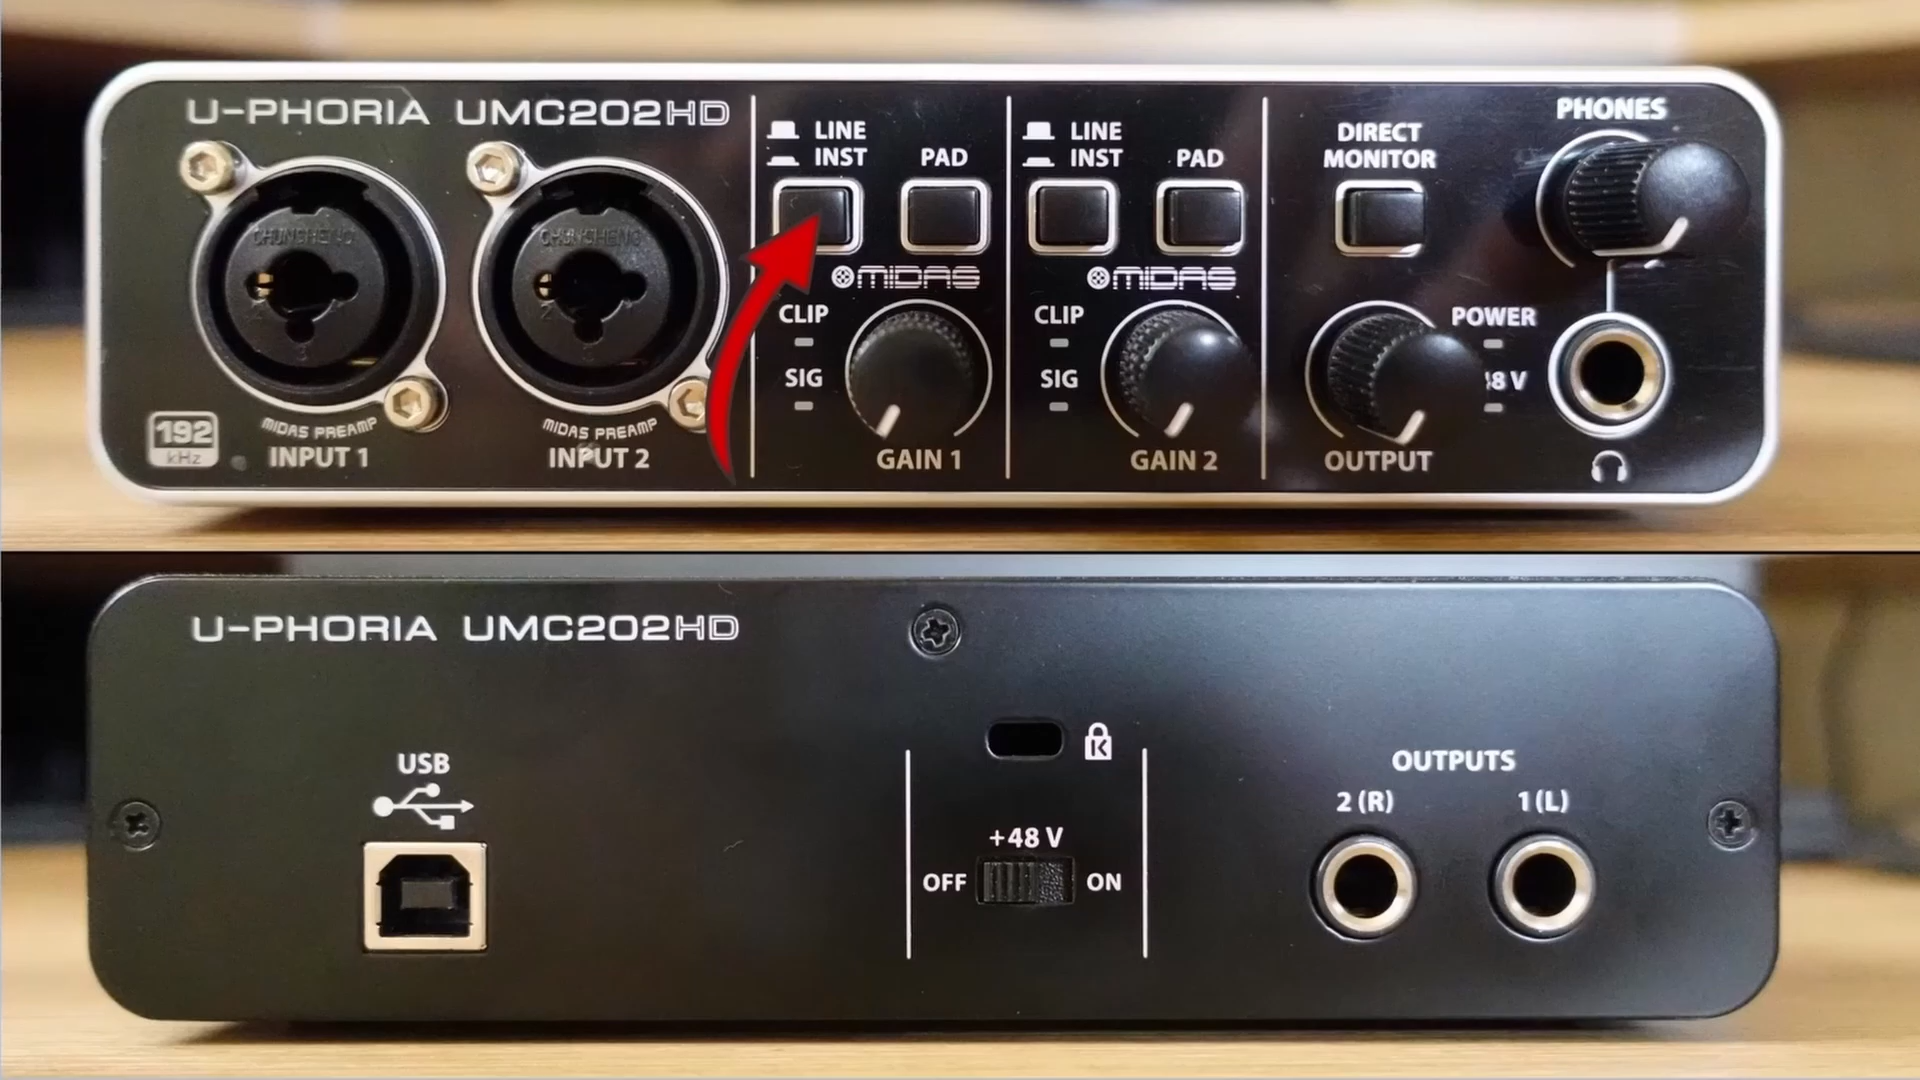 U-PHORIA UMC202HD
LINE
INST
PAD
LINE
INST
PAD
DIRECT
MONITOR
PHONES
MIDAS
MIDAS
CLIP
SIG
CLIP
SIG
POWER
48 V
192
kHz
MIDAS PREAMP
INPUT 1
MIDAS PREAMP
INPUT 2
GAIN 1
GAIN 2
OUTPUT
U-PHORIA UMC202HD
USB
K
+48 V
OFF
ON
OUTPUTS
2 (R)
1 (L)